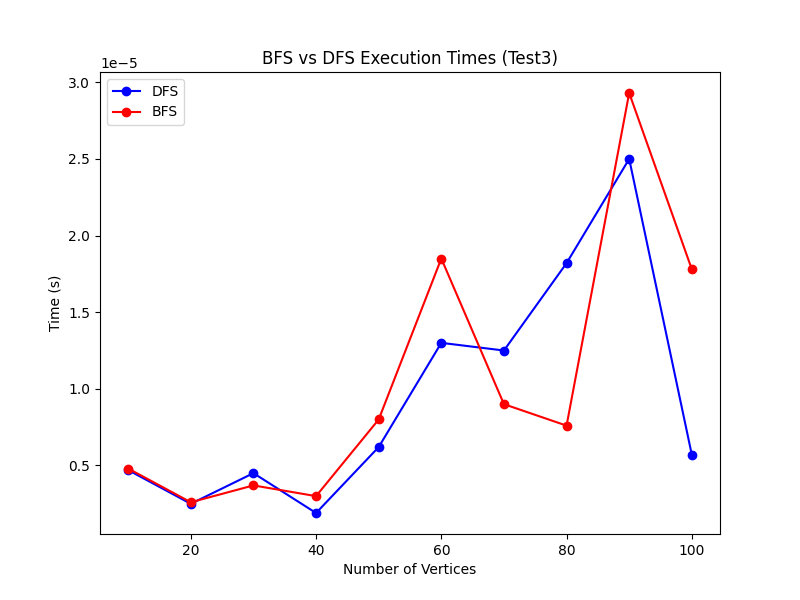 BFS vs DFS Execution Times (Test3)
1e−5
DFS
BFS
3.0
2.5
2.0
1.5
1.0
0.5
Time (s)
20 40 60 80 100
Number of Vertices